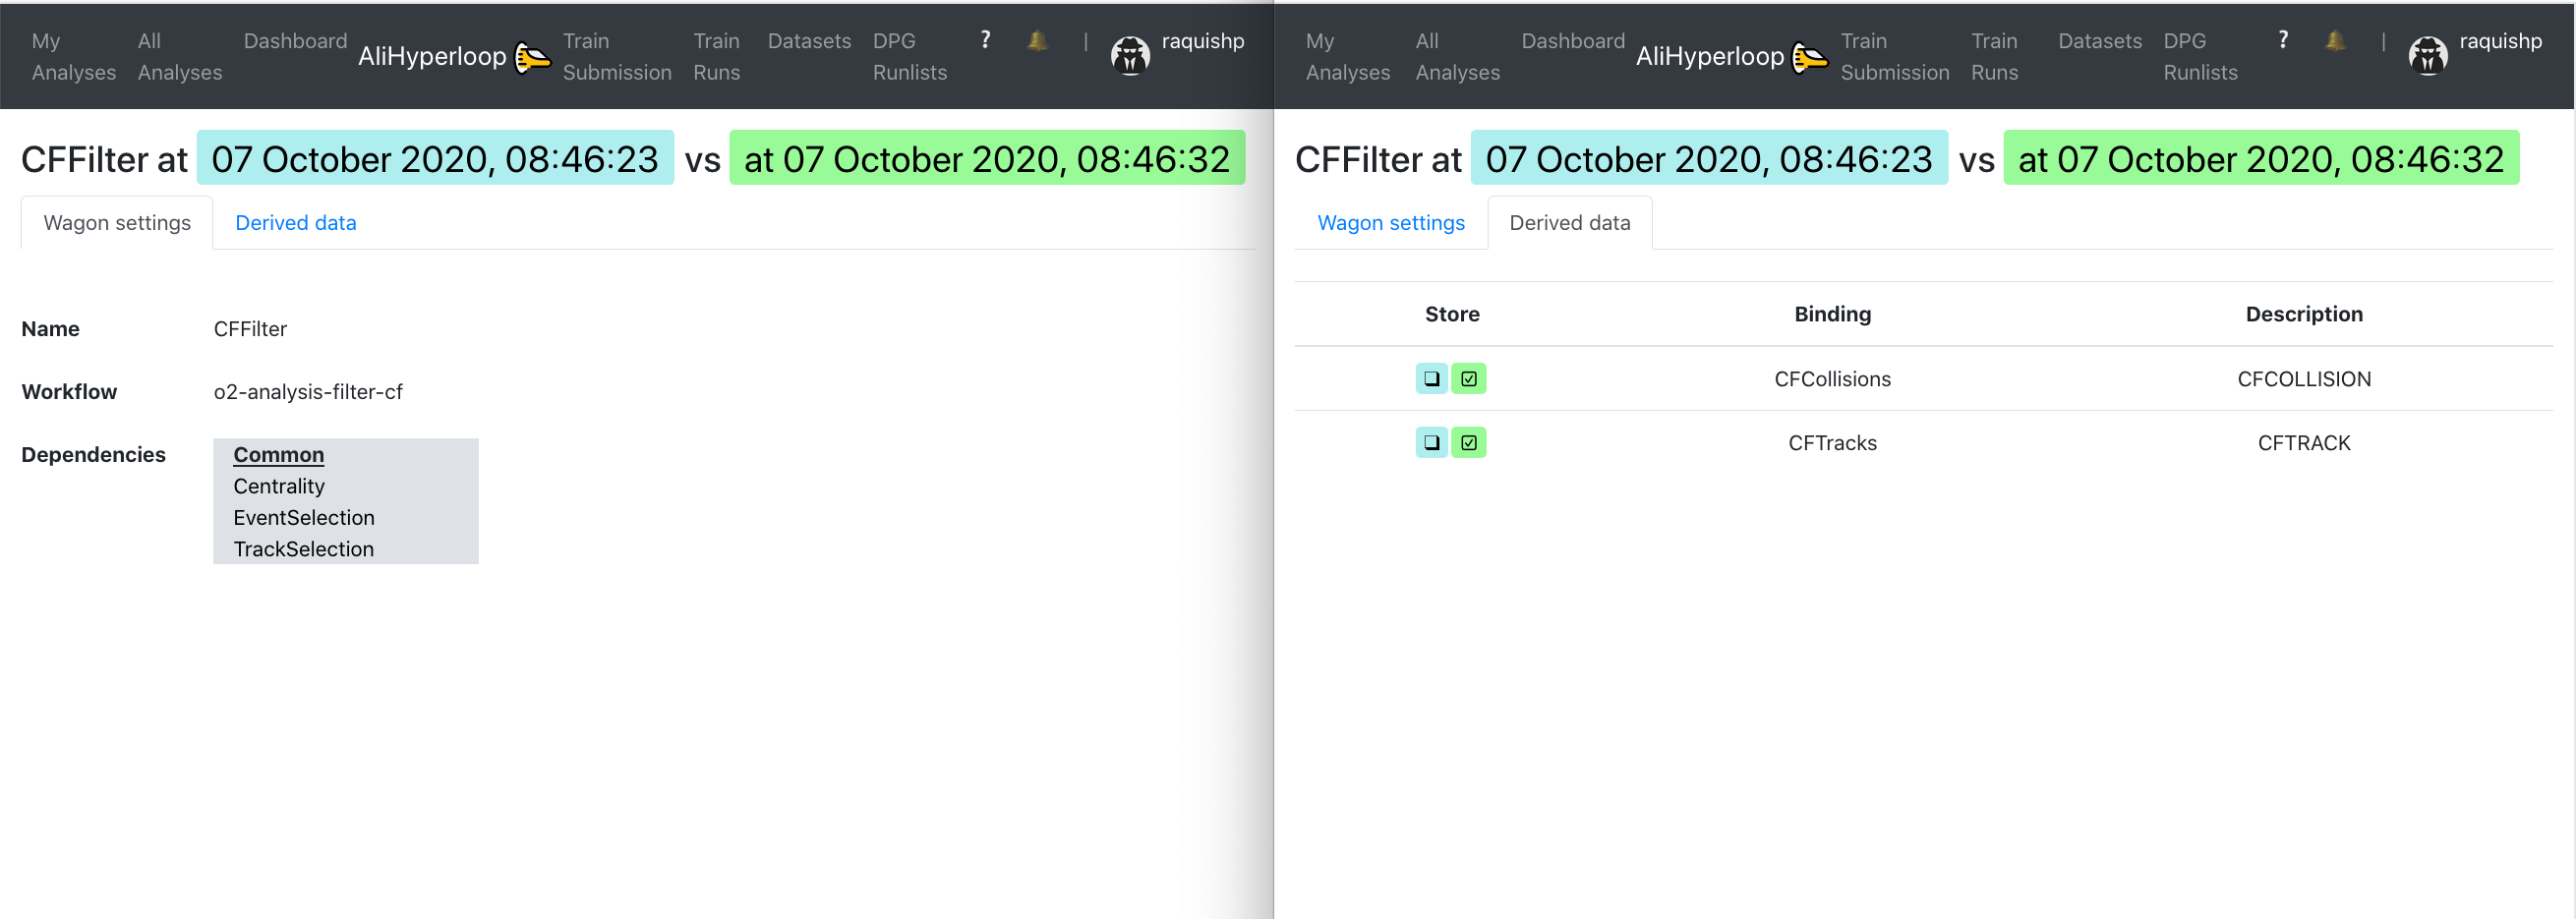 My Analyses All Analyses Dashboard AliHyperloop Train Submission Train Runs Datasets DPG Runlists ? | raquishp
CFFilter at 07 October 2020, 08:46:23 vs at 07 October 2020, 08:46:32
Wagon settings Derived data
Name CFFilter
Workflow o2-analysis-filter-cf
Dependencies Common
Centrality
EventSelection
TrackSelection
My Analyses All Analyses Dashboard AliHyperloop Train Submission Train Runs Datasets DPG Runlists ? | raquishp
CFFilter at 07 October 2020, 08:46:23 vs at 07 October 2020, 08:46:32
Wagon settings Derived data
Store Binding Description
CFCollisions CFCOLLISION
CFTracks CFTRACK